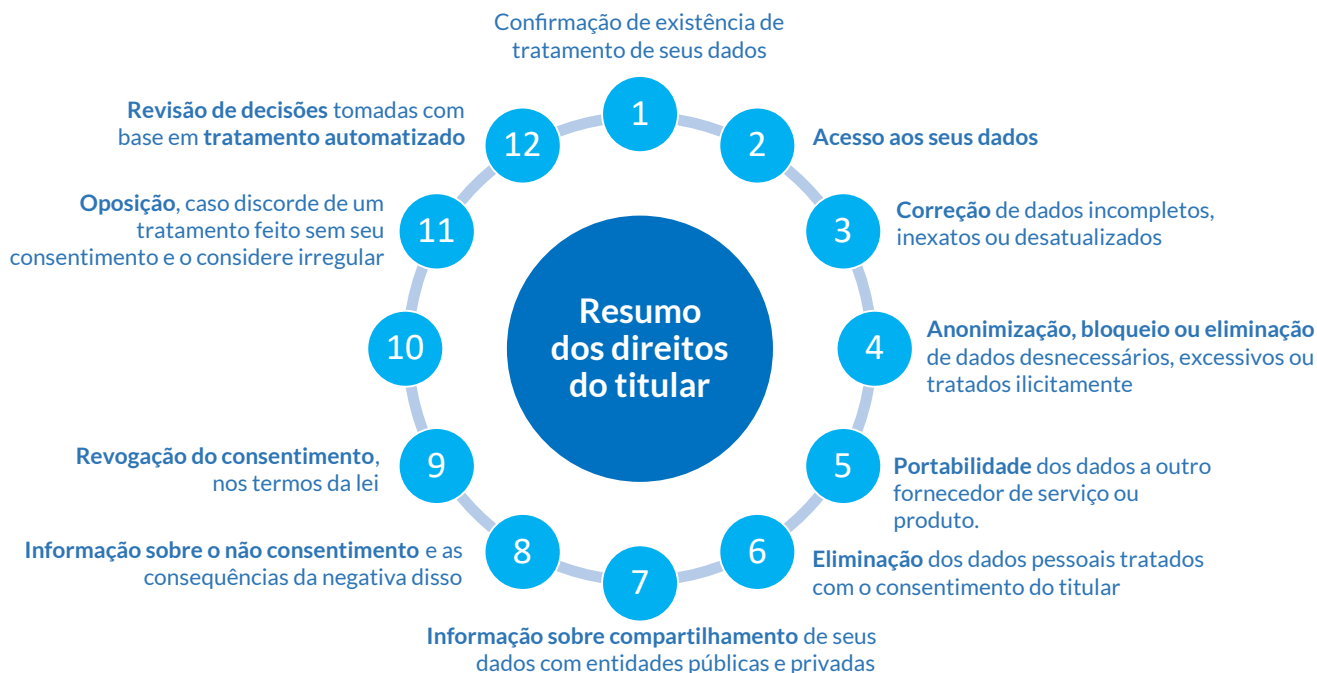 Confirmação de existência de
tratamento de seus dados
1
2
Acesso aos seus dados
3
Correção de dados incompletos,
inexatos ou desatualizados
4
Anonimização, bloqueio ou eliminação
de dados desnecessários, excessivos ou
tratados ilicitamente
5
Portabilidade dos dados a outro
fornecedor de serviço ou
produto.
6
Eliminação dos dados pessoais tratados
com o consentimento do titular
7
Informação sobre compartilhamento de seus
dados com entidades públicas e privadas
8
Informação sobre o não consentimento e as
consequências da negativa disso
9
Revogação do consentimento,
nos termos da lei
10
11
Oposição, caso discorde de um
tratamento feito sem seu
consentimento e o considere irregular
12
Revisão de decisões tomadas com
base em tratamento automatizado
Resumo
dos direitos
do titular